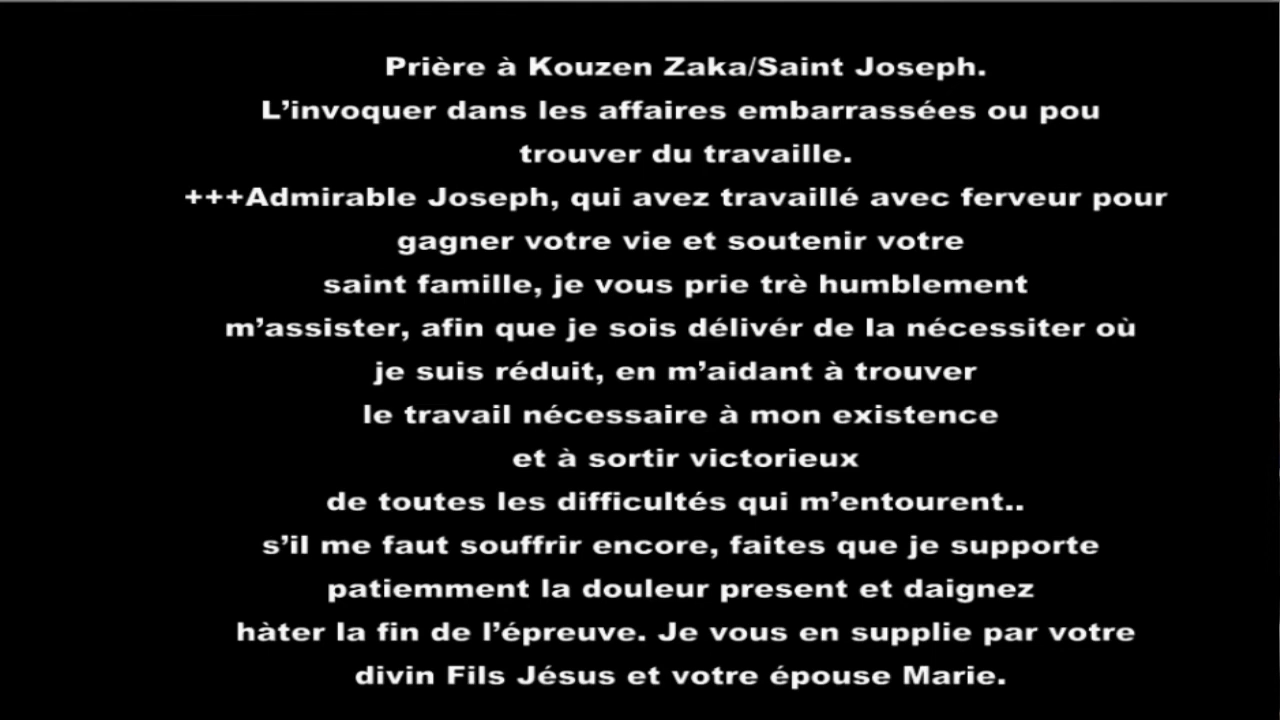 Prière à Kouzen Zaka/Saint Joseph.
L’invoquer dans les affaires embarrassées ou pou
trouver du travaille.
+++Admirable Joseph, qui avez travaillé avec ferveur pour
gagner votre vie et soutenir votre
saint famille, je vous prie trè humblement
m’assister, afin que je sois délivér de la nécessiter où
je suis réduit, en m’aidant à trouver
le travail nécessaire à mon existence
et à sortir victorieux
de toutes les difficultés qui m’entourent..
s’il me faut souffrir encore, faites que je supporte
patiemment la douleur present et daignez
hàter la fin de l’épreuve. Je vous en supplie par votre
divin Fils Jésus et votre épouse Marie.